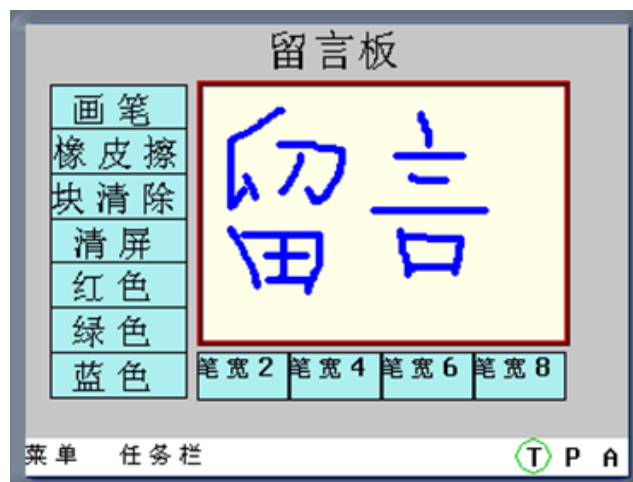 留言板
画笔
橡皮擦
块清除
清屏
红色
绿色
蓝色
留言
笔宽2 笔宽4 笔宽6 笔宽8
菜单 任务栏 T P A